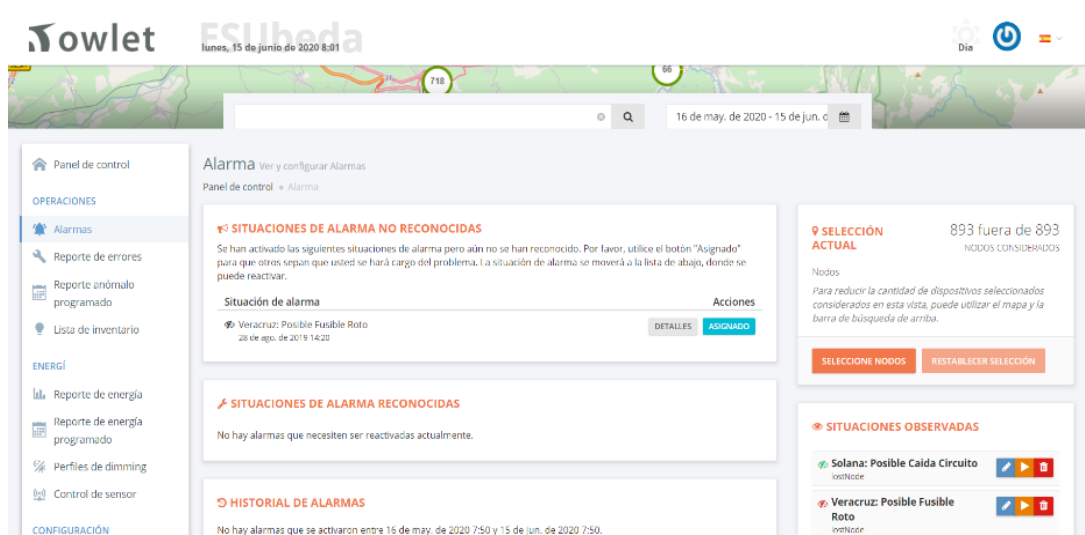 owlet
ESUbeda
lunes, 15 de junio de 2020 8:01
Día
718
66
16 de may. de 2020 - 15 de jun. d
Panel de control
OPERACIONES
Alarmas
Reporte de errores
Reporte anómalo
programado
Lista de inventario
ENERGÍ
Reporte de energía
Reporte de energía
programado
Perfiles de dimming
Control de sensor
CONFIGURACIÓN
Alarma Ver y configurar Alarmas
Panel de control Alarma
SITUACIONES DE ALARMA NO RECONOCIDAS
Se han activado las siguientes situaciones de alarma pero aún no se han reconocido. Por favor, utilice el botón "Asignado"
para que otros sepan que usted se hará cargo del problema. La situación de alarma se moverá a la lista de abajo, donde se
puede reactivar.
Situación de alarma Acciones
Veracruz: Posible Fusible Roto DETALLES ASIGNADO
28 de ago. de 2019 14:20
SITUACIONES DE ALARMA RECONOCIDAS
No hay alarmas que necesiten ser reactivadas actualmente.
HISTORIAL DE ALARMAS
No hay alarmas que se activaron entre 16 de may. de 2020 7:50 y 15 de jun. de 2020 7:50.
SELECCIÓN
ACTUAL
893 fuera de 893
NODOS CONSIDERADOS
Nodos
Para reducir la cantidad de dispositivos seleccionados
considerados en esta vista, puede utilizar el mapa y la
barra de búsqueda de arriba.
SELECCIONE NODOS RESTABLECER SELECCIÓN
SITUACIONES OBSERVADAS
Solana: Posible Caida Circuito
lostNode
Veracruz: Posible Fusible
Roto
lostNode